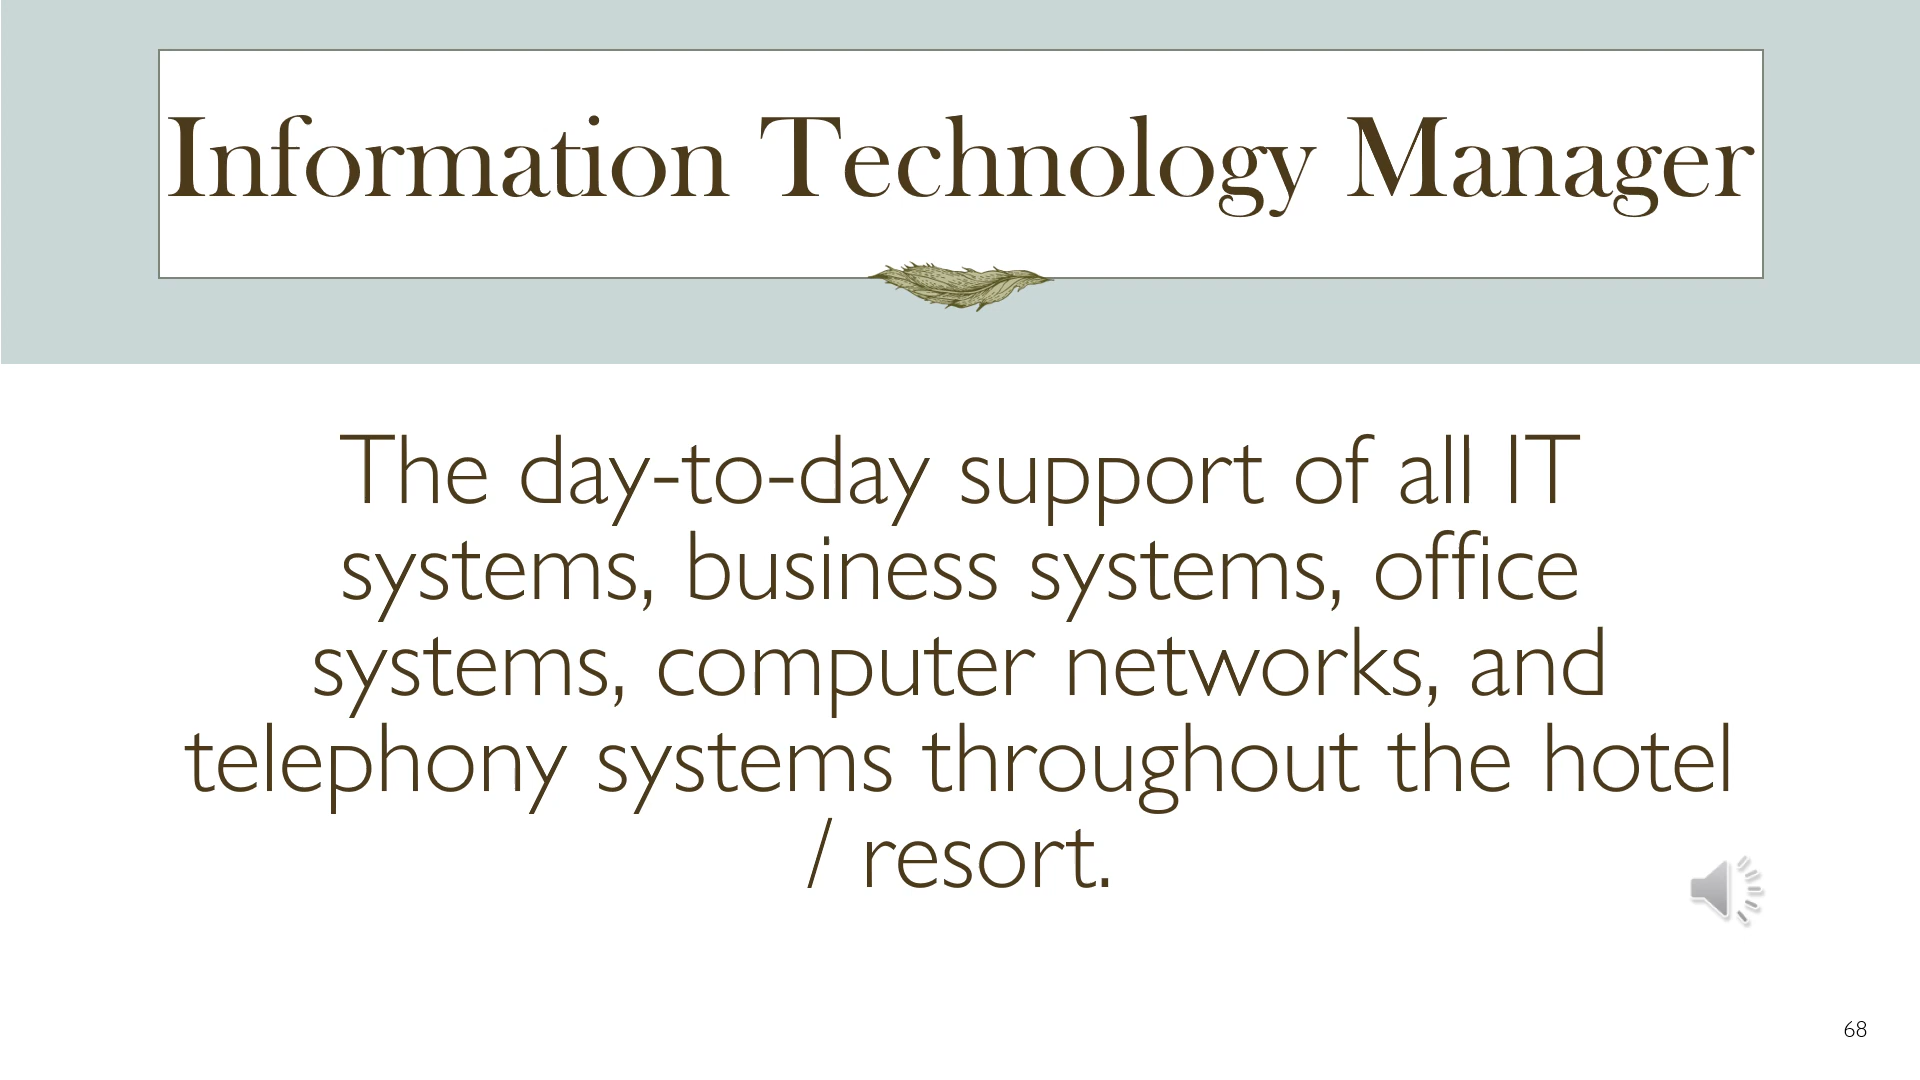 Information Technology Manager
The day-to-day support of all IT
systems, business systems, office
systems, computer networks, and
telephony systems throughout the hotel
/ resort.
68